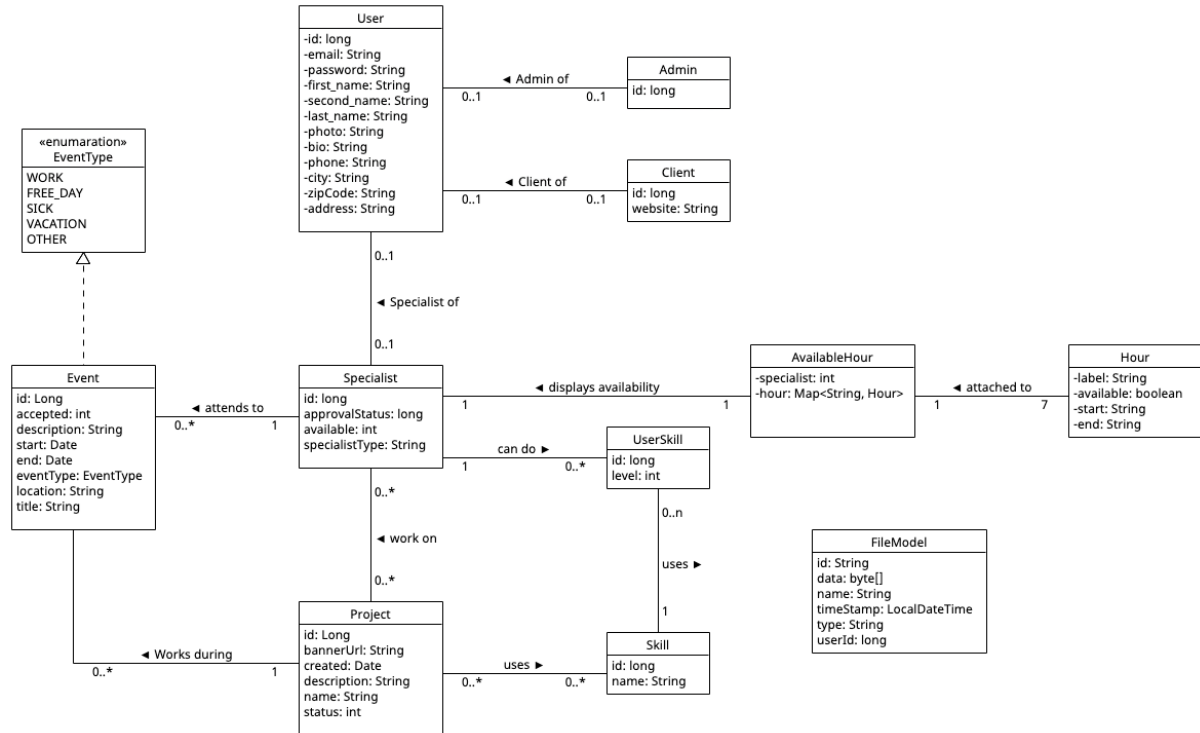 User
-id: long
-email: String
-password: String
-first_name: String
-second_name: String
-last_name: String
-photo: String
-bio: String
-phone: String
-city: String
-zipCode: String
-address: String
◄ Admin of
0..1
0..1
Admin
id: long
◄ Client of
0..1
0..1
Client
id: long
website: String
«enumaration»
EventType
WORK
FREE_DAY
SICK
VACATION
OTHER
0..1
◄ Specialist of
0..1
Event
id: Long
accepted: int
description: String
start: Date
end: Date
eventType: EventType
location: String
title: String
◄ attends to
0..*
1
Specialist
id: long
approvalStatus: long
available: int
specialistType: String
◄ displays availability
1
1
AvailableHour
-specialist: int
-hour: Map<String, Hour>
◄ attached to
1
7
Hour
-label: String
-available: boolean
-start: String
-end: String
can do ►
1
0..*
UserSkill
id: long
level: int
0..*
◄ work on
0..*
0..n
uses ►
1
FileModel
id: String
data: byte[]
name: String
timeStamp: LocalDateTime
type: String
userId: long
Project
id: Long
bannerUrl: String
created: Date
description: String
name: String
status: int
◄ Works during
0..*
1
uses ►
0..*
0..*
Skill
id: long
name: String